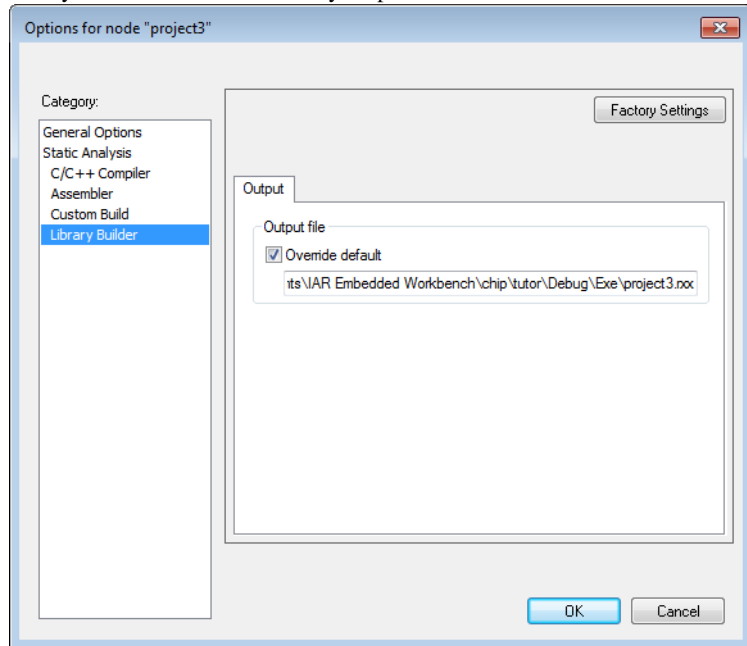 Options for node "project3"
Category:
Factory Settings
General Options
Static Analysis
C/C++ Compiler
Assembler
Custom Build
Library Builder
Output
Output file
Override default
nts\IAR Embedded Workbench\chip\tutor\Debug\Exe\project3.rxx
OK
Cancel